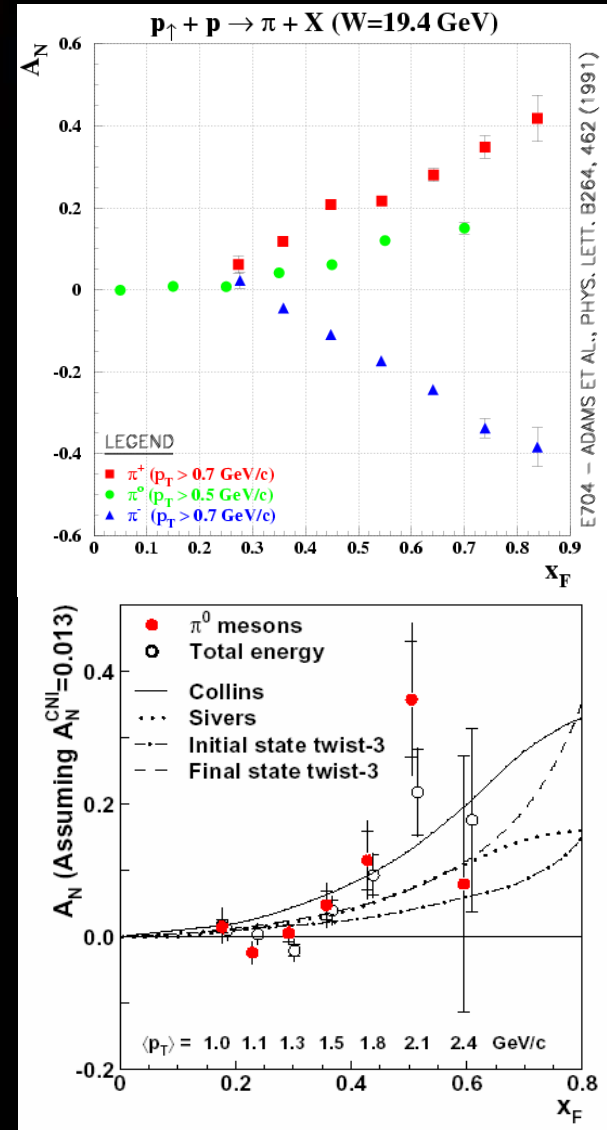 p↑ + p → π + X (W=19.4 GeV)
A_N
0.6
0.4
0.2
0
-0.2
-0.4
-0.6
LEGEND
π⁺ (p_T > 0.7 GeV/c)
π⁰ (p_T > 0.5 GeV/c)
π⁻ (p_T > 0.7 GeV/c)
0 0.1 0.2 0.3 0.4 0.5 0.6 0.7 0.8 0.9
x_F
E704 – ADAMS ET AL., PHYS. LETT. B264, 462 (1991)
A_N (Assuming A_N^CNI=0.013)
π⁰ mesons
Total energy
Collins
Sivers
Initial state twist-3
Final state twist-3
0.4
0.2
0.0
-0.2
⟨p_T⟩ = 1.0 1.1 1.3 1.5 1.8 2.1 2.4 GeV/c
0 0.2 0.4 0.6 0.8
x_F